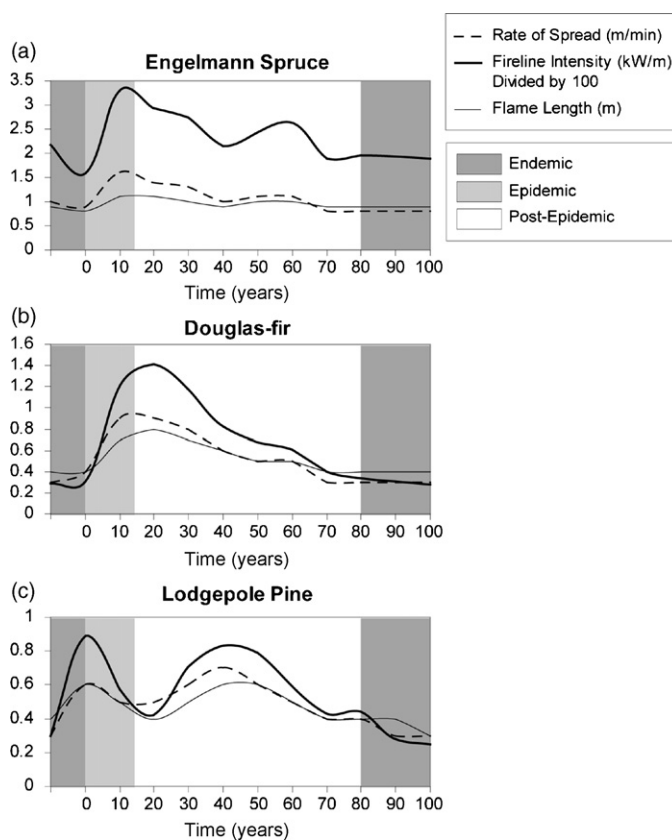 Rate of Spread (m/min)
Fireline Intensity (kW/m)
Divided by 100
Flame Length (m)
Endemic
Epidemic
Post-Epidemic
(a)
Engelmann Spruce
3.5
3
2.5
2
1.5
1
0.5
0
0 10 20 30 40 50 60 70 80 90 100
Time (years)
(b)
Douglas-fir
1.6
1.4
1.2
1
0.8
0.6
0.4
0.2
0
0 10 20 30 40 50 60 70 80 90 100
Time (years)
(c)
Lodgepole Pine
1
0.8
0.6
0.4
0.2
0
0 10 20 30 40 50 60 70 80 90 100
Time (years)